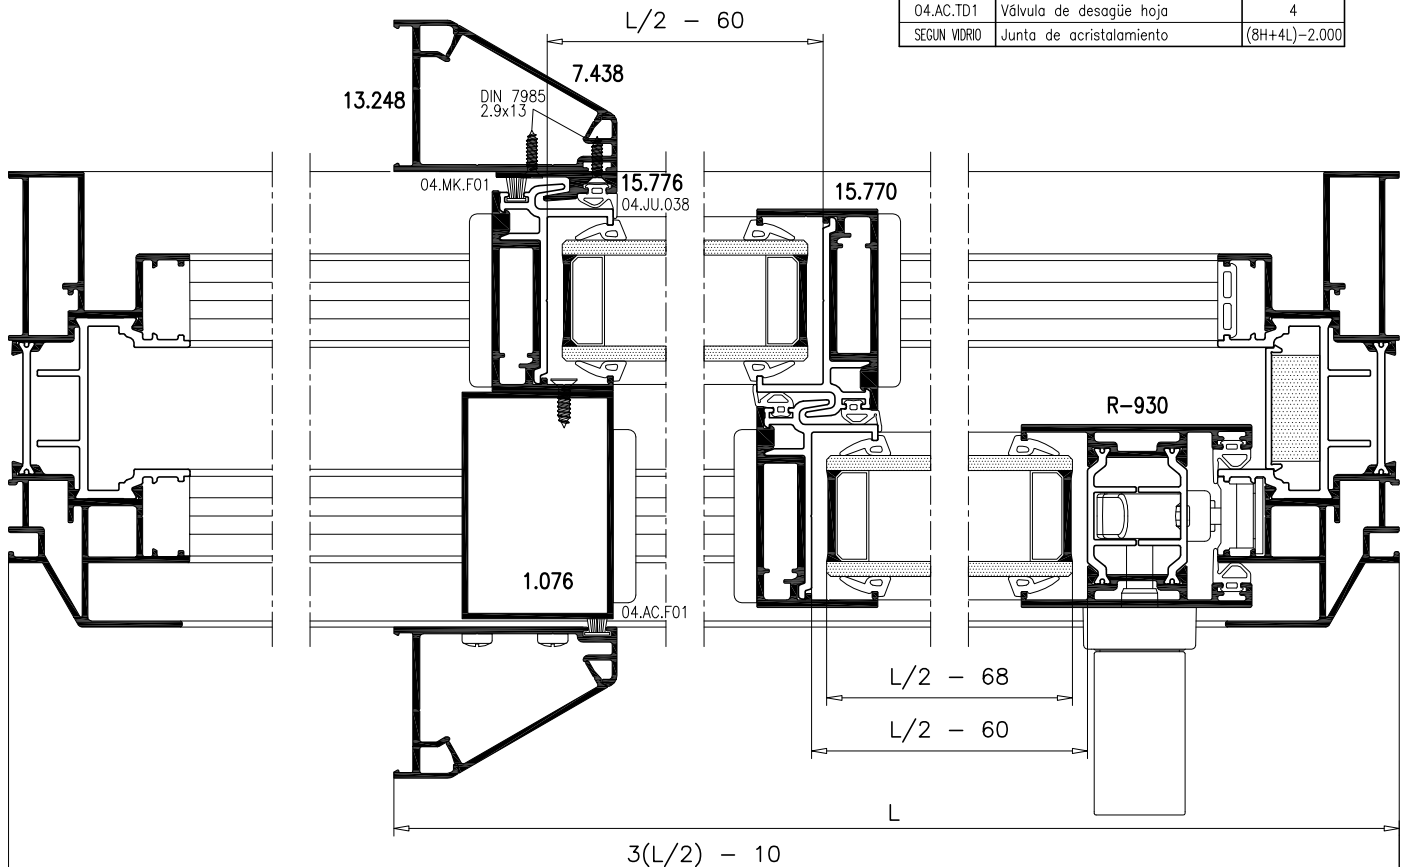 04.AC.TD1 Válvula de desagüe hoja 4
SEGUN VIDRIO Junta de acristalamiento (8H+4L)-2.000
L/2 - 60
7.438
13.248
DIN 7985
2.9x13
04.MK.F01
15.776
04.JU.038
15.770
R-930
1.076
04.AC.F01
L/2 - 68
L/2 - 60
L
3(L/2) - 10